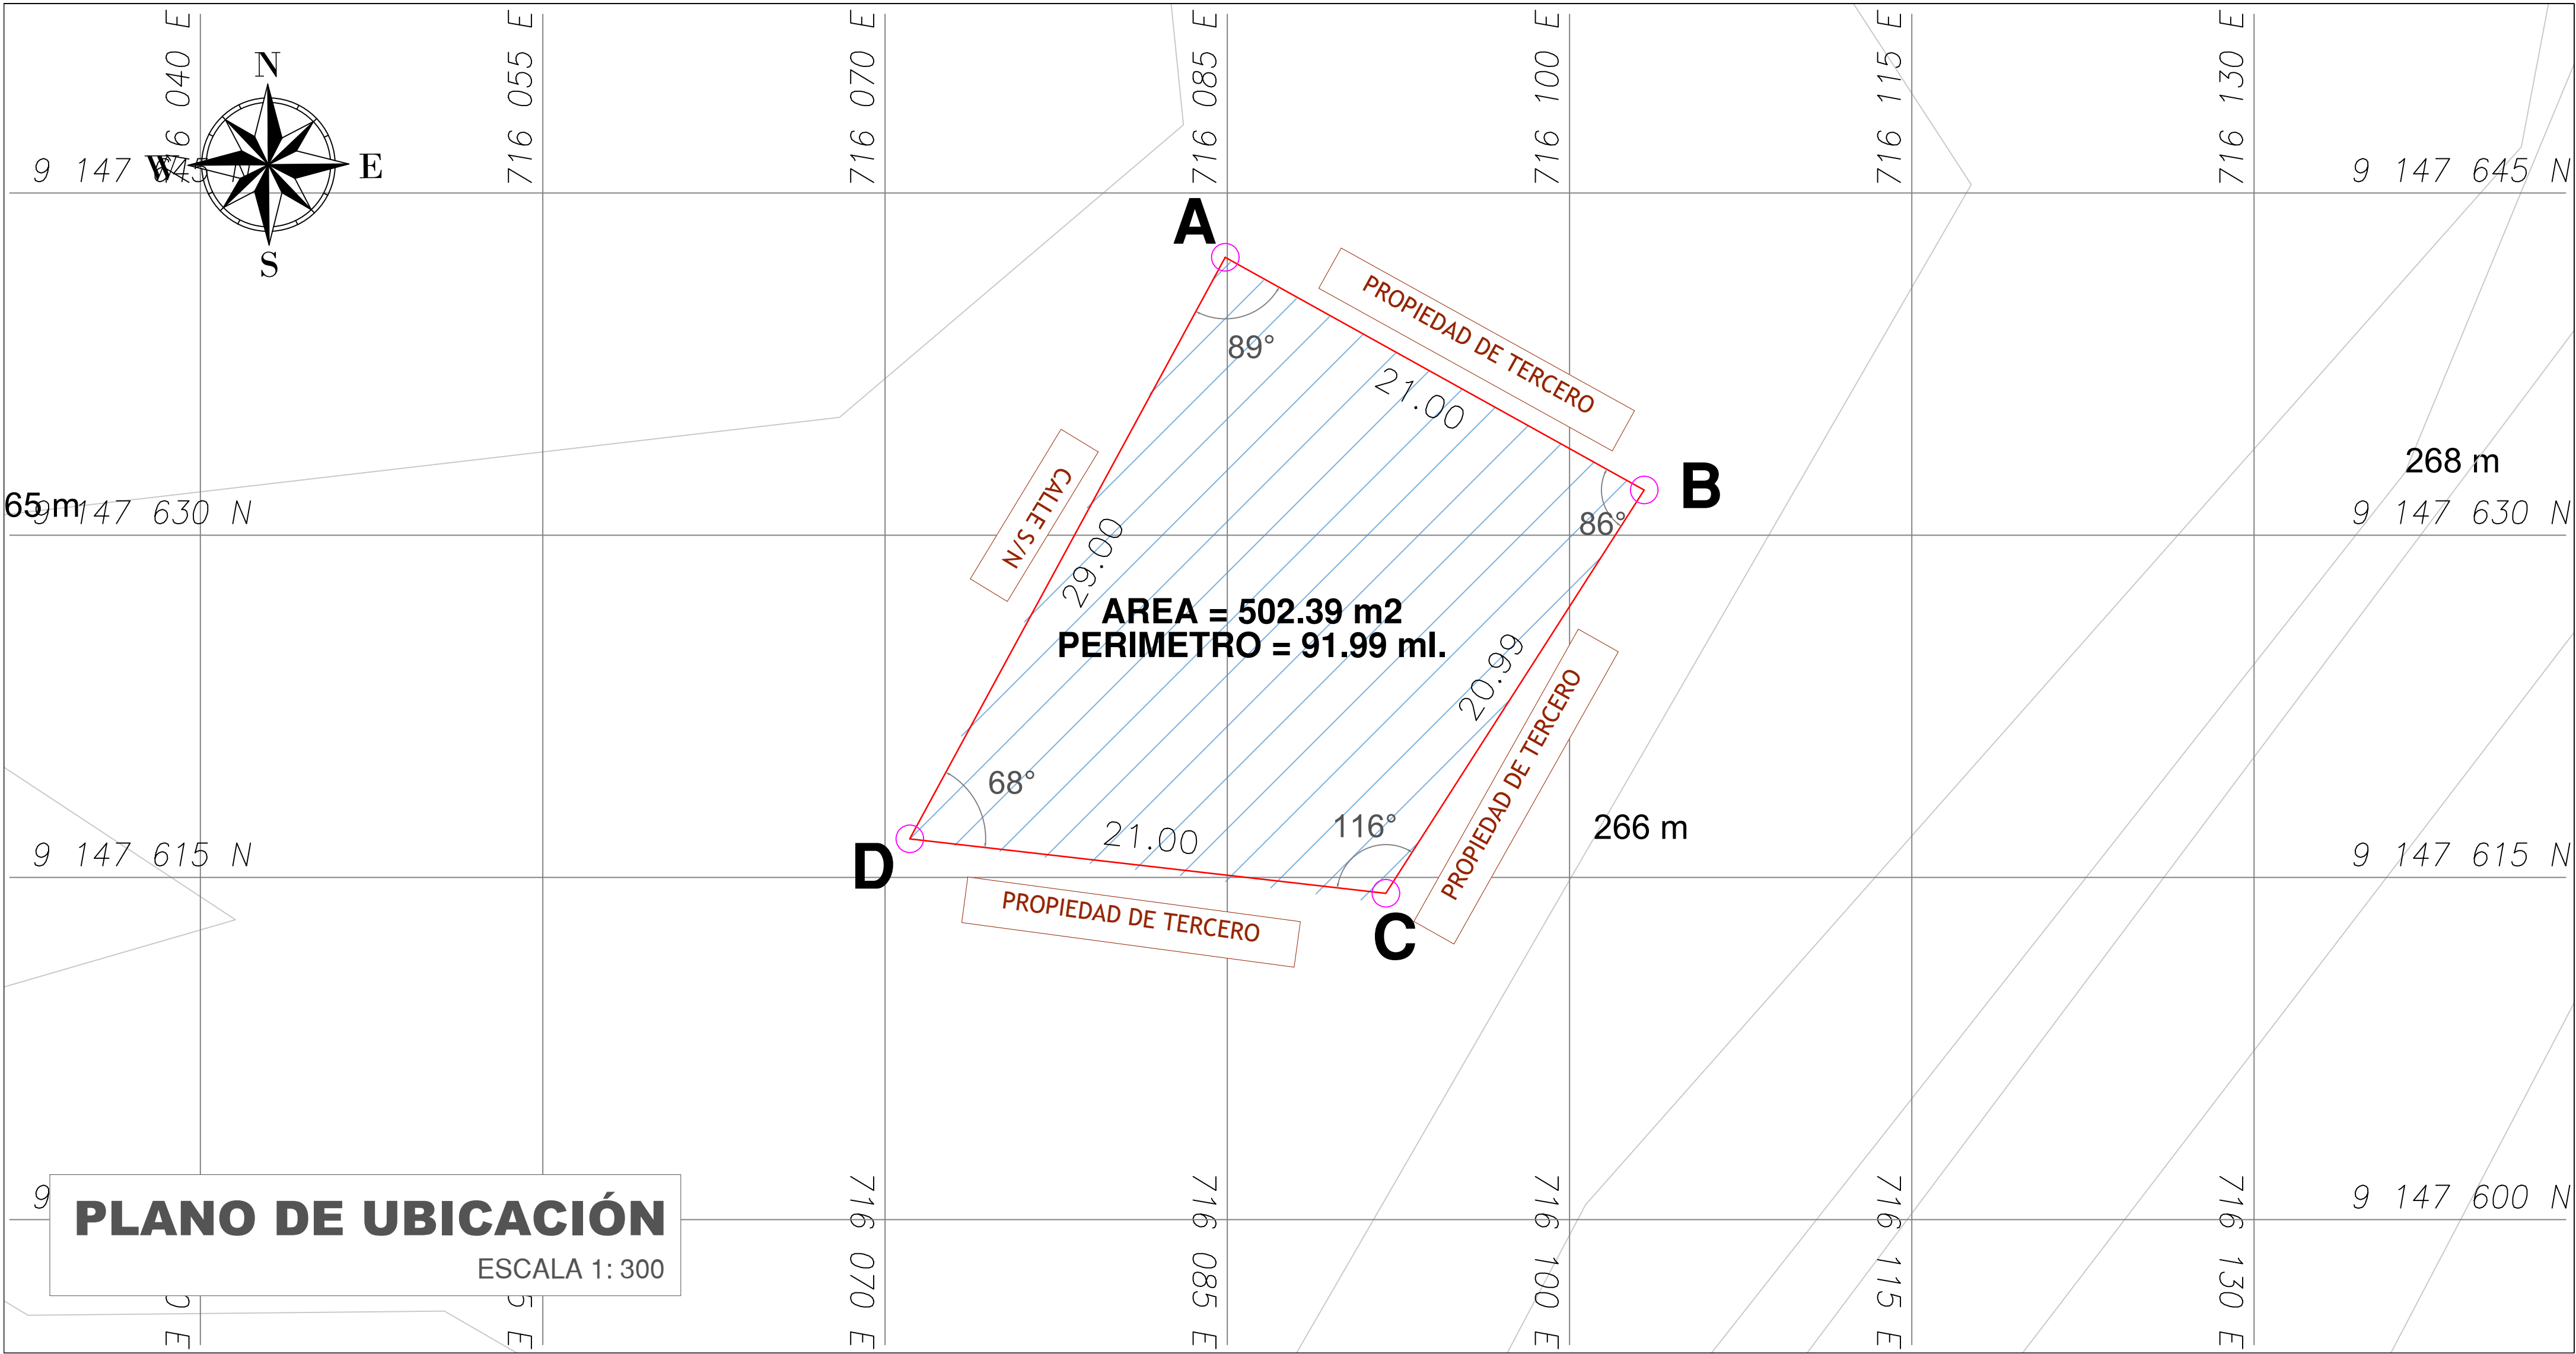 716 055 E
716 070 E
716 085 E
716 100 E
716 115 E
716 130 E
N
W
E
S
9 147 645 N
9 147 645 N
A
PROPIEDAD DE TERCERO
89°
21.00
B
86°
CALLE S/N
29.00
268 m
65 m
9 147 630 N
9 147 630 N
AREA = 502.39 m2
PERIMETRO = 91.99 ml.
20.99
PROPIEDAD DE TERCERO
68°
116°
266 m
21.00
D
9 147 615 N
9 147 615 N
PROPIEDAD DE TERCERO
C
9 147 600 N
PLANO DE UBICACIÓN
ESCALA 1: 300
716 070 E
716 085 E
716 100 E
716 115 E
716 130 E